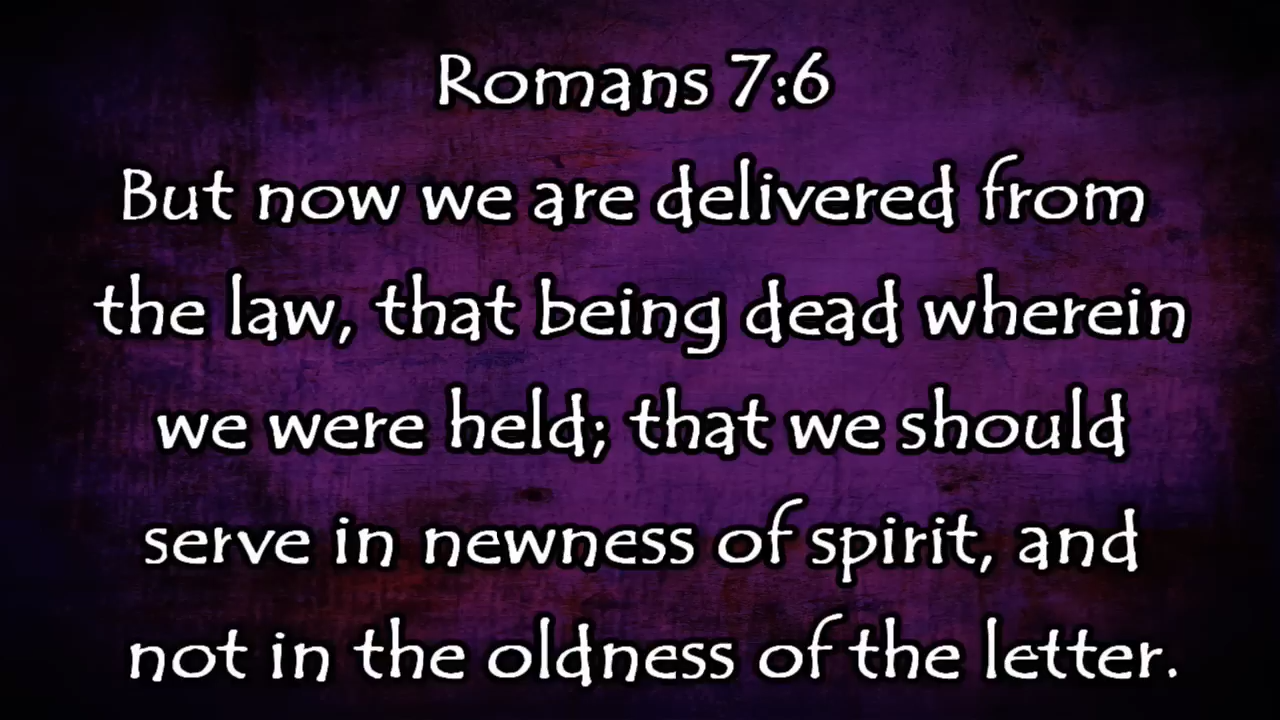 Romans 7:6
But now we are delivered from
the law, that being dead wherein
we were held; that we should
serve in newness of spirit, and
not in the oldness of the letter.